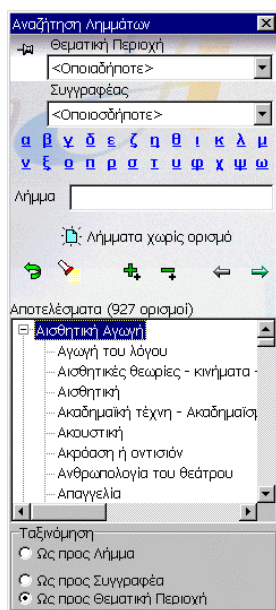 Αναζήτηση Λημμάτων
Θεματική Περιοχή
<Οποιαδήποτε>
Συγγραφέας
<Οποιοσδήποτε>
α β γ δ ε ζ η θ ι κ λ μ
ν ξ ο π ρ σ τ υ φ χ ψ ω
Λήμμα
Λήμματα χωρίς ορισμό
Αποτελέσματα (927 ορισμοί)
Αισθητική Αγωγή
Αγωγή του λόγου
Αισθητικές θεωρίες - κινήματα -
Αισθητική
Ακαδημαϊκή τέχνη - Ακαδημαϊσμ
Ακουστική
Ακρόαση ή οντισιόν
Ανθρωπολογία του θεάτρου
Απαγγελία
Ταξινόμηση
Ως προς Λήμμα
Ως προς Συγγραφέα
Ως προς Θεματική Περιοχή